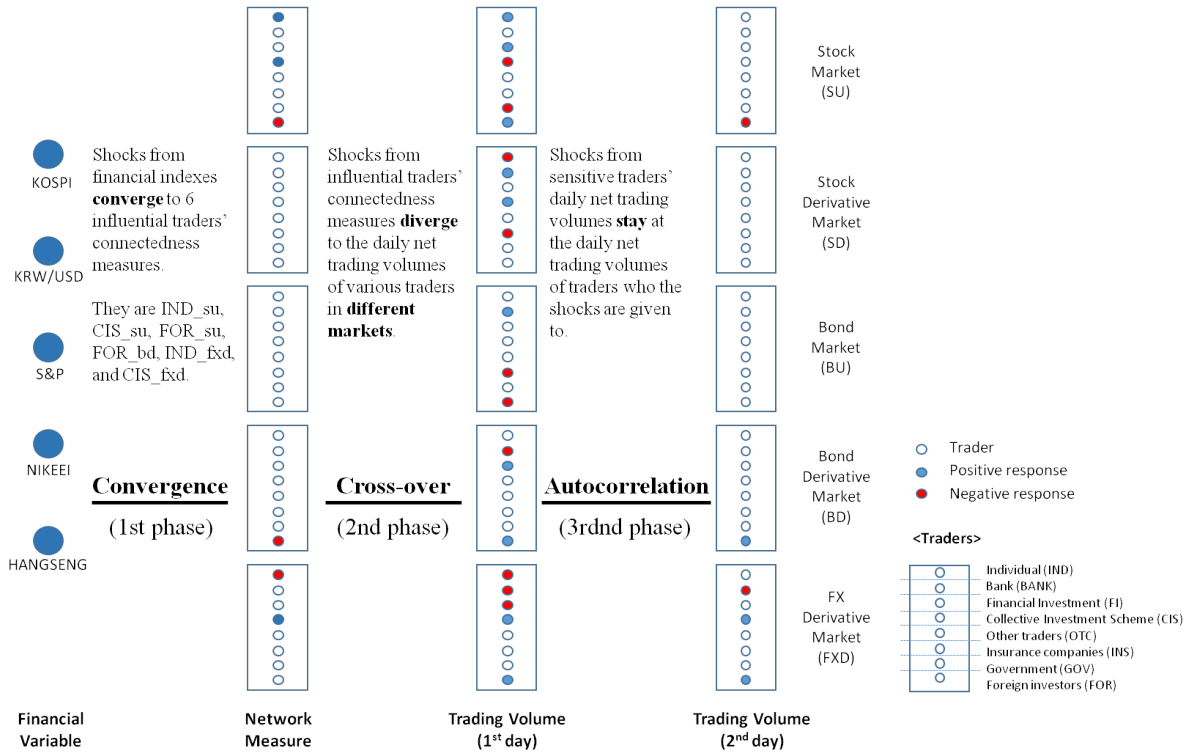 KOSPI
KRW/USD
S&P
NIKEEI
HANGSENG
Financial
Variable
Shocks from
financial indexes
converge to 6
influential traders'
connectedness
measures.
They are IND_su,
CIS_su, FOR_su,
FOR_bd, IND_fxd,
and CIS_fxd.
Convergence
(1st phase)
Network
Measure
Shocks from
influential traders'
connectedness
measures diverge
to the daily net
trading volumes
of various traders
in different
markets.
Cross-over
(2nd phase)
Trading Volume
(1st day)
Shocks from
sensitive traders'
daily net trading
volumes stay at
the daily net
trading volumes
of traders who the
shocks are given
to.
Autocorrelation
(3rdnd phase)
Trading Volume
(2nd day)
Stock
Market
(SU)
Stock
Derivative
Market
(SD)
Bond
Market
(BU)
Bond
Derivative
Market
(BD)
FX
Derivative
Market
(FXD)
Trader
Positive response
Negative response
<Traders>
Individual (IND)
Bank (BANK)
Financial Investment (FI)
Collective Investment Scheme (CIS)
Other traders (OTC)
Insurance companies (INS)
Government (GOV)
Foreign investors (FOR)